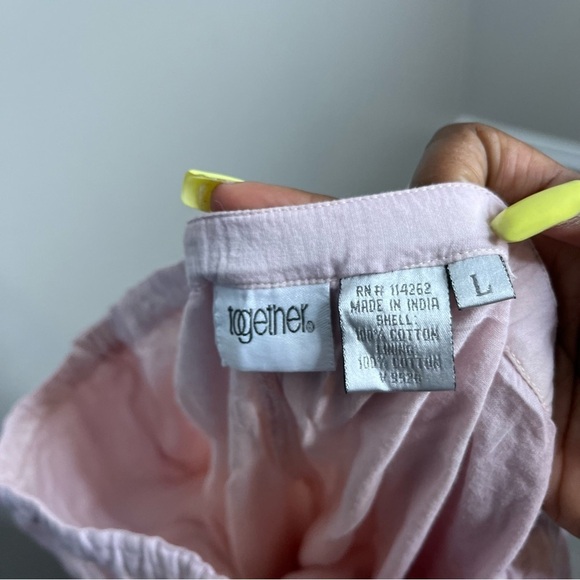 together®
RN# 114262
MADE IN INDIA
SHELL:
100% COTTON
LINING:
100% COTTON
L